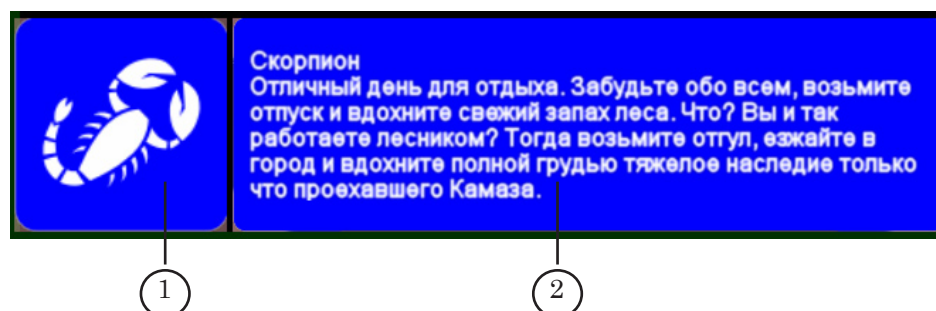 Скорпион
Отличный день для отдыха. Забудьте обо всем, возьмите
отпуск и вдохните свежий запах леса. Что? Вы и так
работаете лесником? Тогда возьмите отгул, езжайте в
город и вдохните полной грудью тяжелое наследие только
что проехавшего Камаза.
1
2